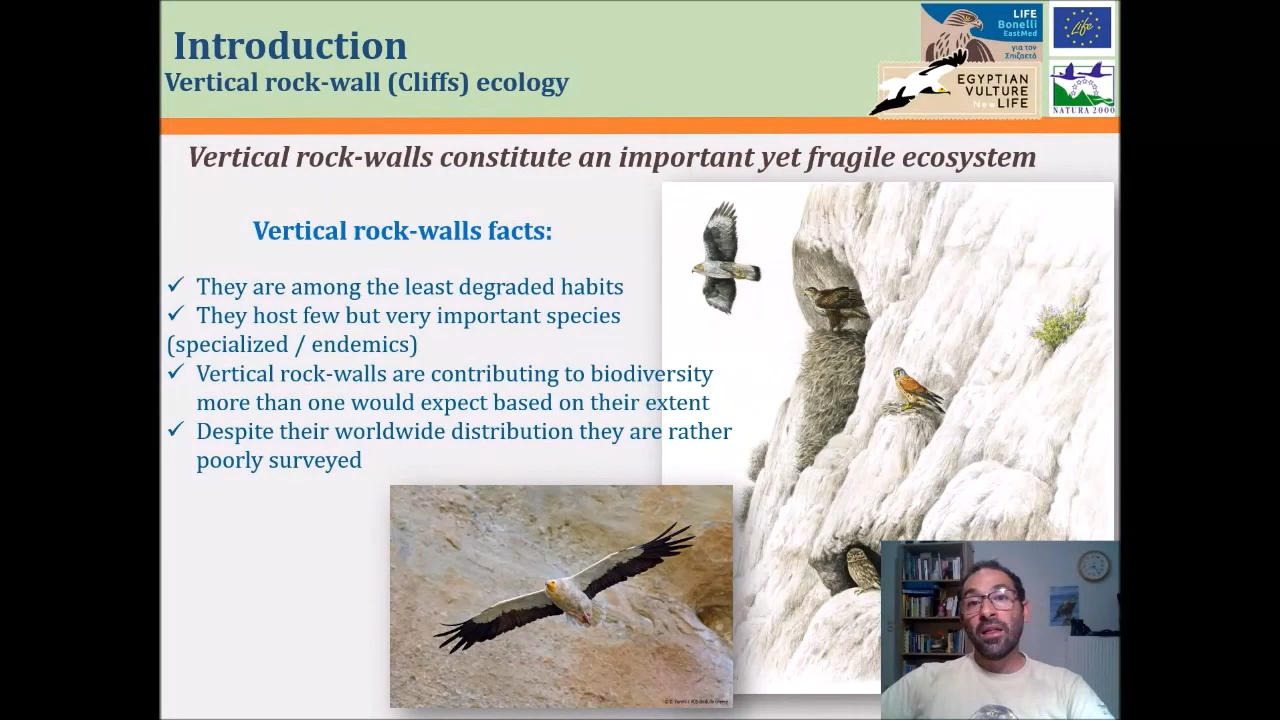 Introduction
Vertical rock-wall (Cliffs) ecology
LIFE
Bonelli
EastMed
για τον
Σπιζαετό
Life
EGYPTIAN
VULTURE
New LIFE
NATURA 2000
Vertical rock-walls constitute an important yet fragile ecosystem
Vertical rock-walls facts:
✓ They are among the least degraded habits
✓ They host few but very important species
(specialized / endemics)
✓ Vertical rock-walls are contributing to biodiversity
more than one would expect based on their extent
✓ Despite their worldwide distribution they are rather
poorly surveyed